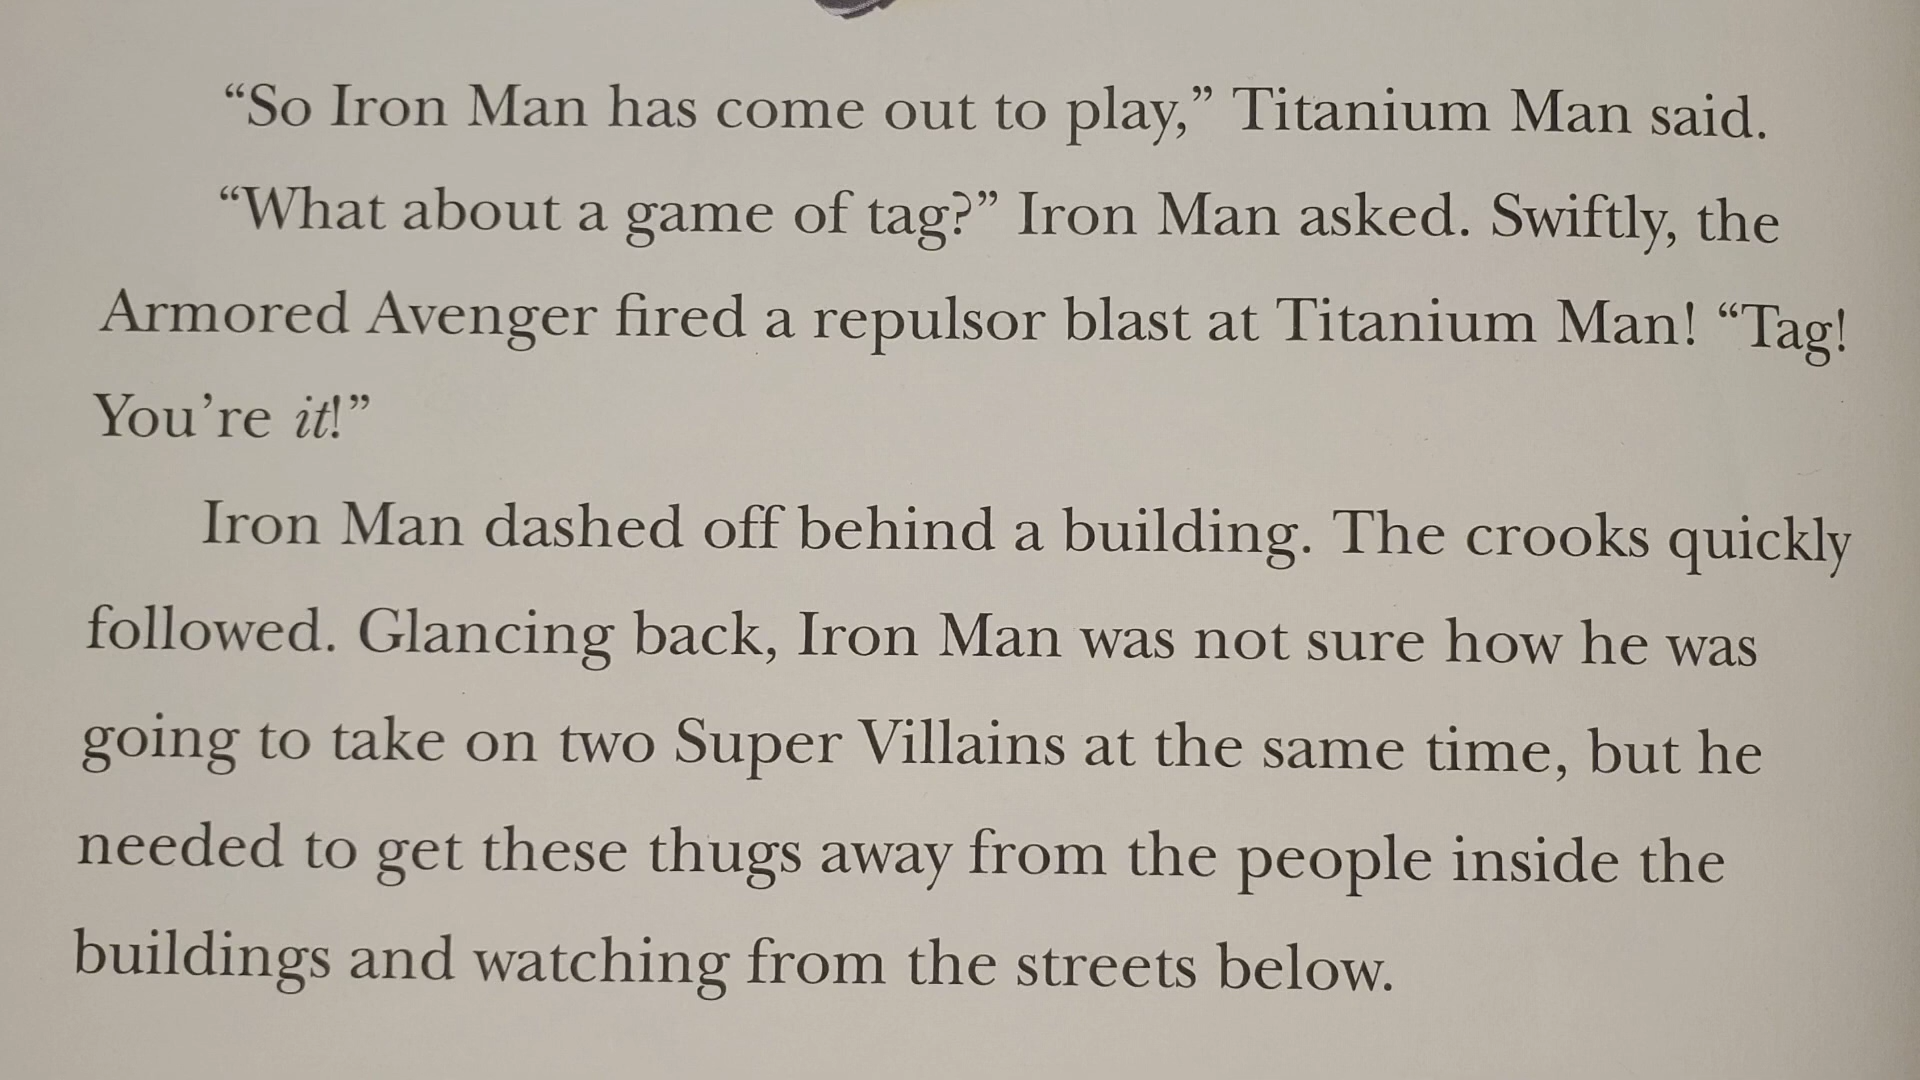 “So Iron Man has come out to play,” Titanium Man said.
“What about a game of tag?” Iron Man asked. Swiftly, the
Armored Avenger fired a repulsor blast at Titanium Man! “Tag!
You’re it!”
Iron Man dashed off behind a building. The crooks quickly
followed. Glancing back, Iron Man was not sure how he was
going to take on two Super Villains at the same time, but he
needed to get these thugs away from the people inside the
buildings and watching from the streets below.